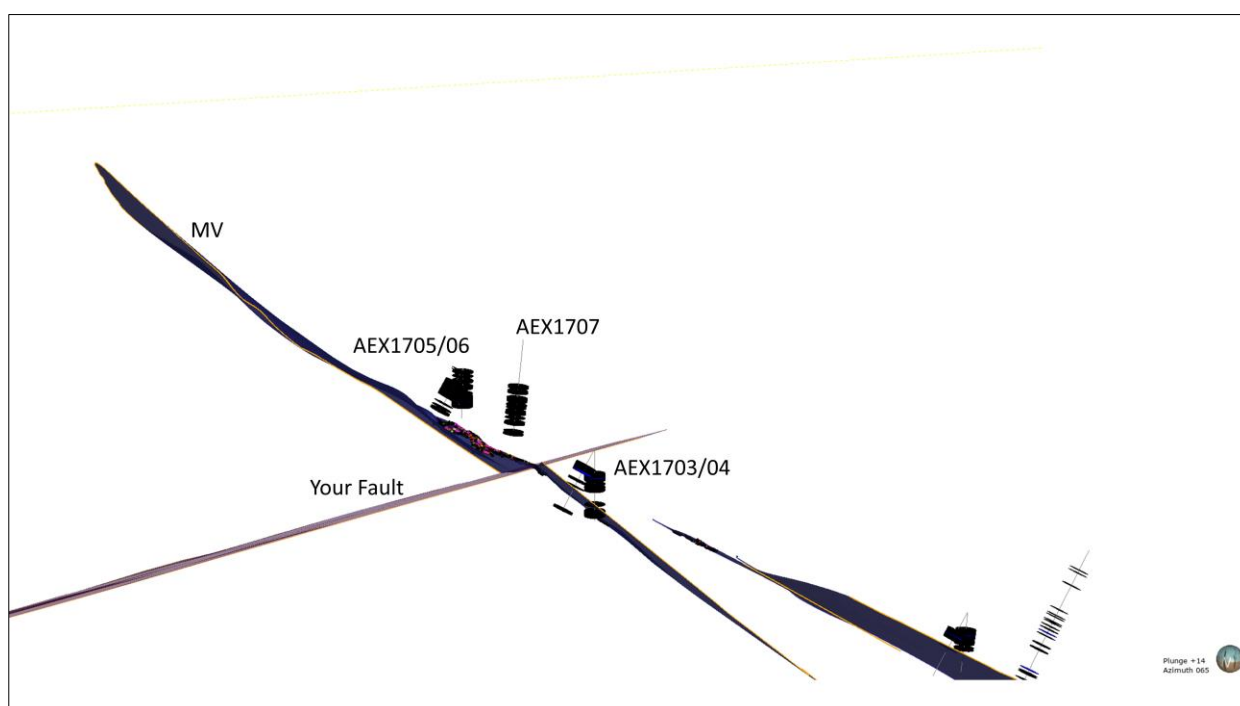 MV
AEX1707
AEX1705/06
AEX1703/04
Your Fault
Plunge +14
Azimuth 065